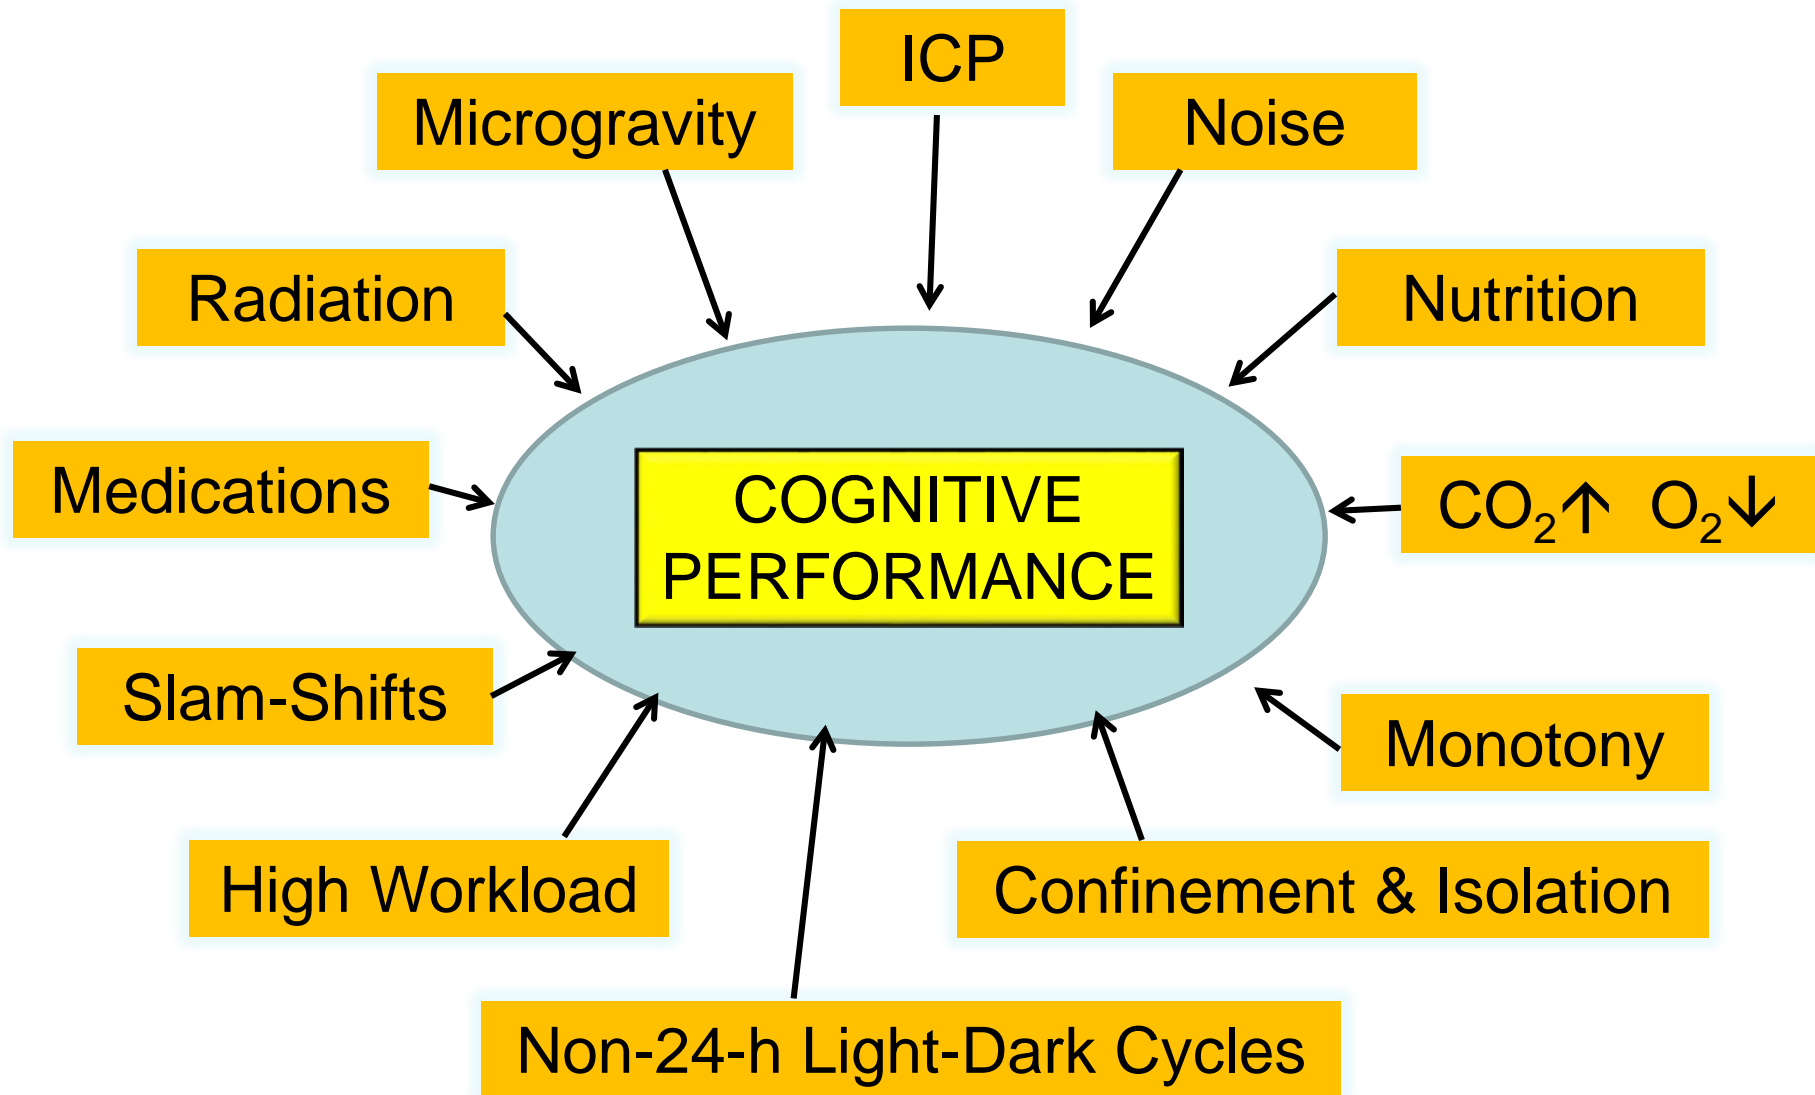 ICP
Microgravity
Noise
Radiation
Nutrition
Medications
COGNITIVE
PERFORMANCE
CO₂↑ O₂↓
Slam-Shifts
Monotony
High Workload
Confinement & Isolation
Non-24-h Light-Dark Cycles